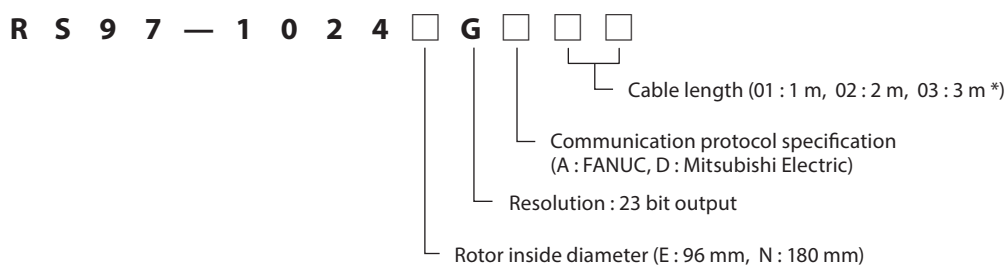 R S 9 7 — 1 0 2 4 □ G □ □ □
Cable length (01 : 1 m, 02 : 2 m, 03 : 3 m *)
Communication protocol specification
(A : FANUC, D : Mitsubishi Electric)
Resolution : 23 bit output
Rotor inside diameter (E : 96 mm, N : 180 mm)